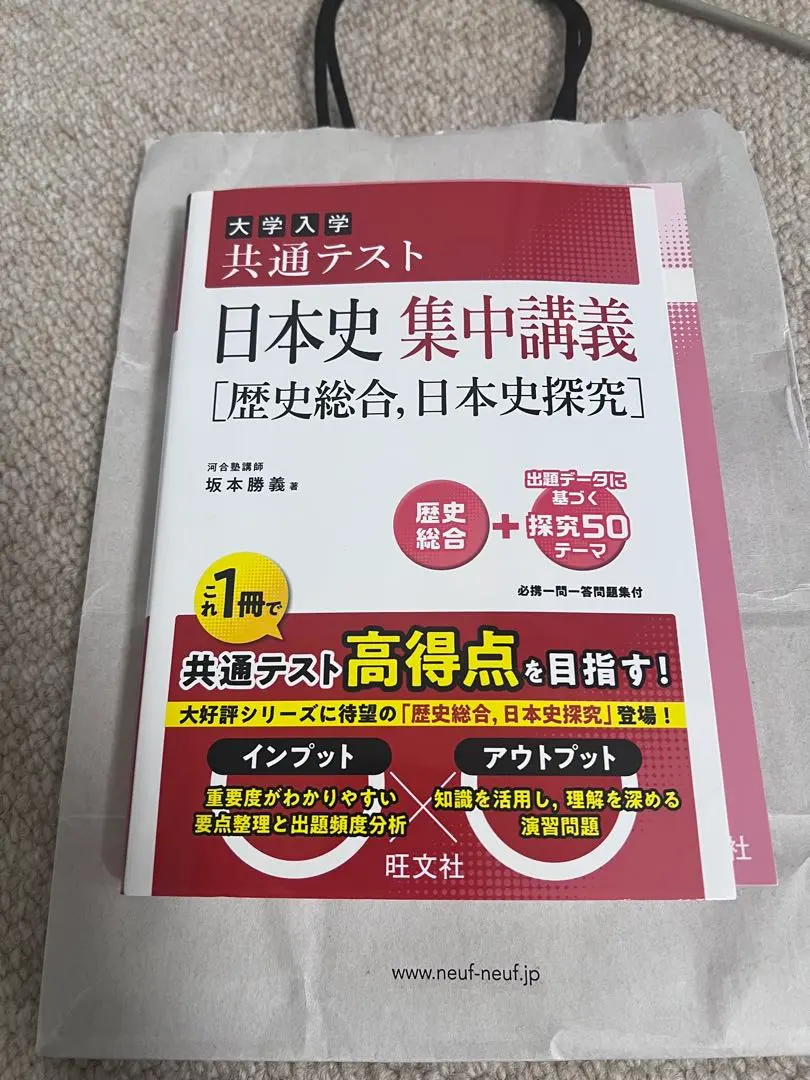 大学入学
共通テスト
日本史 集中講義
[歴史総合,日本史探究]
河合塾講師
坂本勝義 著
歴史
総合
+
出題データに
基づく
探究50
テーマ
必携一問一答問題集付
これ1冊で
共通テスト高得点を目指す!
大好評シリーズに待望の「歴史総合,日本史探究」登場!
インプット
重要度がわかりやすい
要点整理と出題頻度分析
×
アウトプット
知識を活用し,理解を深める
演習問題
旺文社
社
www.neuf-neuf.jp